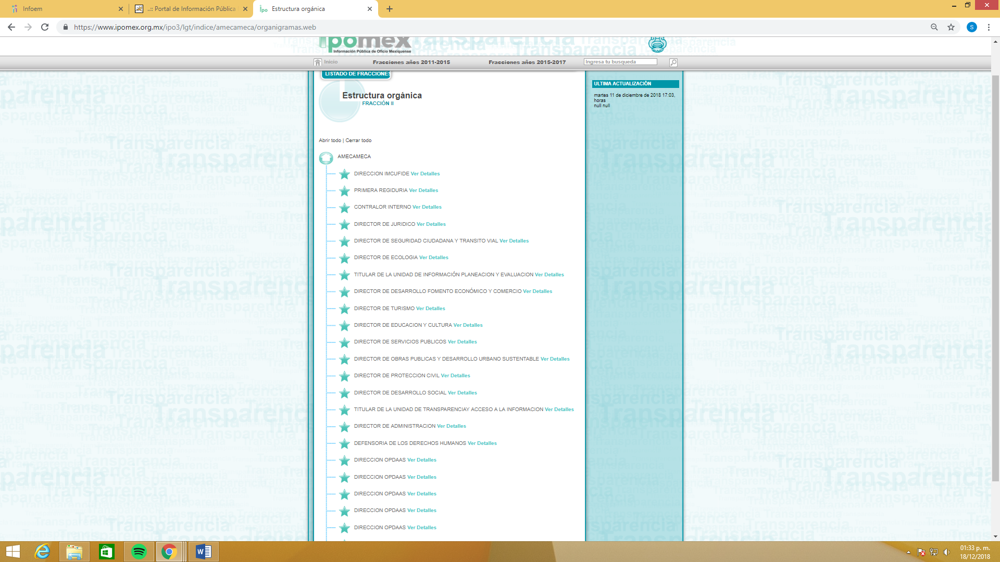 Infoem
..:: Portal de Información Pública
Estructura orgánica
https://www.ipomex.org.mx/ipo3/lgt/indice/amecameca/organigramas.web
S
ipomex
Información Pública de Oficio Mexiquense
Inicio
Fracciones años 2011-2015
Fracciones años 2015-2017
Ingresa tu busqueda
LISTADO DE FRACCIONES
Estructura orgánica
FRACCIÓN II
ULTIMA ACTUALIZACIÓN
martes 11 de diciembre de 2018 17:03,
horas
null null
Abrir todo | Cerrar todo
AMECAMECA
DIRECCION IMCUFIDE Ver Detalles
PRIMERA REGIDURIA Ver Detalles
CONTRALOR INTERNO Ver Detalles
DIRECTOR DE JURIDICO Ver Detalles
DIRECTOR DE SEGURIDAD CIUDADANA Y TRANSITO VIAL Ver Detalles
DIRECTOR DE ECOLOGIA Ver Detalles
TITULAR DE LA UNIDAD DE INFORMACIÓN PLANEACION Y EVALUACION Ver Detalles
DIRECTOR DE DESARROLLO FOMENTO ECONÓMICO Y COMERCIO Ver Detalles
DIRECTOR DE TURISMO Ver Detalles
DIRECTOR DE EDUCACION Y CULTURA Ver Detalles
DIRECTOR DE SERVICIOS PUBLICOS Ver Detalles
DIRECTOR DE OBRAS PUBLICAS Y DESARROLLO URBANO SUSTENTABLE Ver Detalles
DIRECTOR DE PROTECCION CIVIL Ver Detalles
DIRECTOR DE DESARROLLO SOCIAL Ver Detalles
TITULAR DE LA UNIDAD DE TRANSPARENCIAY ACCESO A LA INFORMACION Ver Detalles
DIRECTOR DE ADMINISTRACION Ver Detalles
DEFENSORIA DE LOS DERECHOS HUMANOS Ver Detalles
DIRECCION OPDAAS Ver Detalles
DIRECCION OPDAAS Ver Detalles
DIRECCION OPDAAS Ver Detalles
DIRECCION OPDAAS Ver Detalles
DIRECCION OPDAAS Ver Detalles
01:33 p. m.
18/12/2018